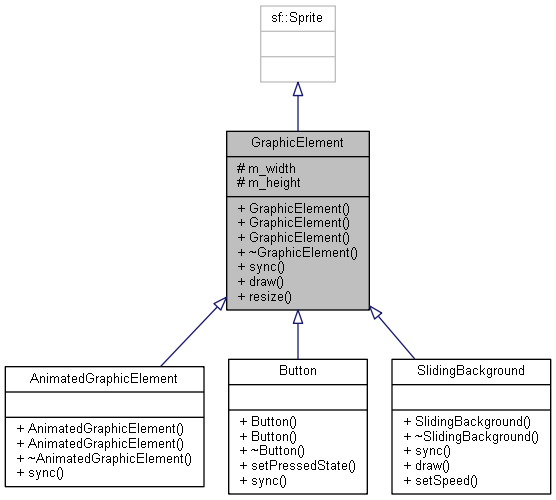 sf::Sprite
GraphicElement
# m_width
# m_height
+ GraphicElement()
+ GraphicElement()
+ GraphicElement()
+ ~GraphicElement()
+ sync()
+ draw()
+ resize()
AnimatedGraphicElement
+ AnimatedGraphicElement()
+ AnimatedGraphicElement()
+ ~AnimatedGraphicElement()
+ sync()
Button
+ Button()
+ Button()
+ ~Button()
+ setPressedState()
+ sync()
SlidingBackground
+ SlidingBackground()
+ ~SlidingBackground()
+ sync()
+ draw()
+ setSpeed()